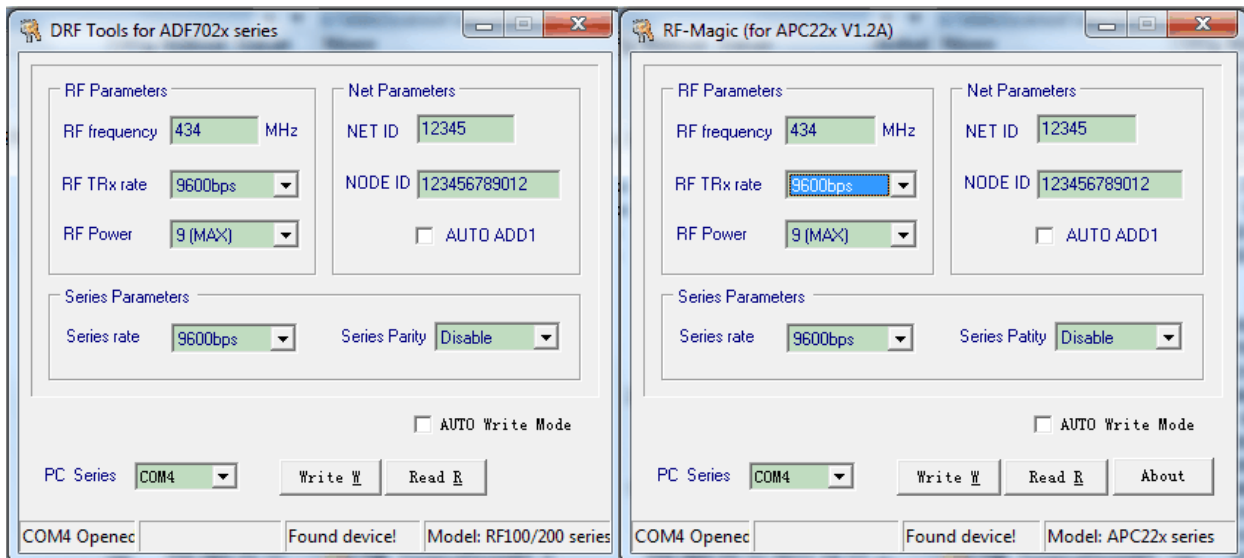 DRF Tools for ADF702x series
RF Parameters
RF frequency 434 MHz
RF TRx rate 9600bps
RF Power 9 (MAX)
Net Parameters
NET ID 12345
NODE ID 123456789012
AUTO ADD1
Series Parameters
Series rate 9600bps Series Parity Disable
AUTO Write Mode
PC Series COM4 Write W Read R
COM4 Opened Found device! Model: RF100/200 series
RF-Magic (for APC22x V1.2A)
RF Parameters
RF frequency 434 MHz
RF TRx rate 9600bps
RF Power 9 (MAX)
Net Parameters
NET ID 12345
NODE ID 123456789012
AUTO ADD1
Series Parameters
Series rate 9600bps Series Patity Disable
AUTO Write Mode
PC Series COM4 Write W Read R About
COM4 Opened Found device! Model: APC22x series